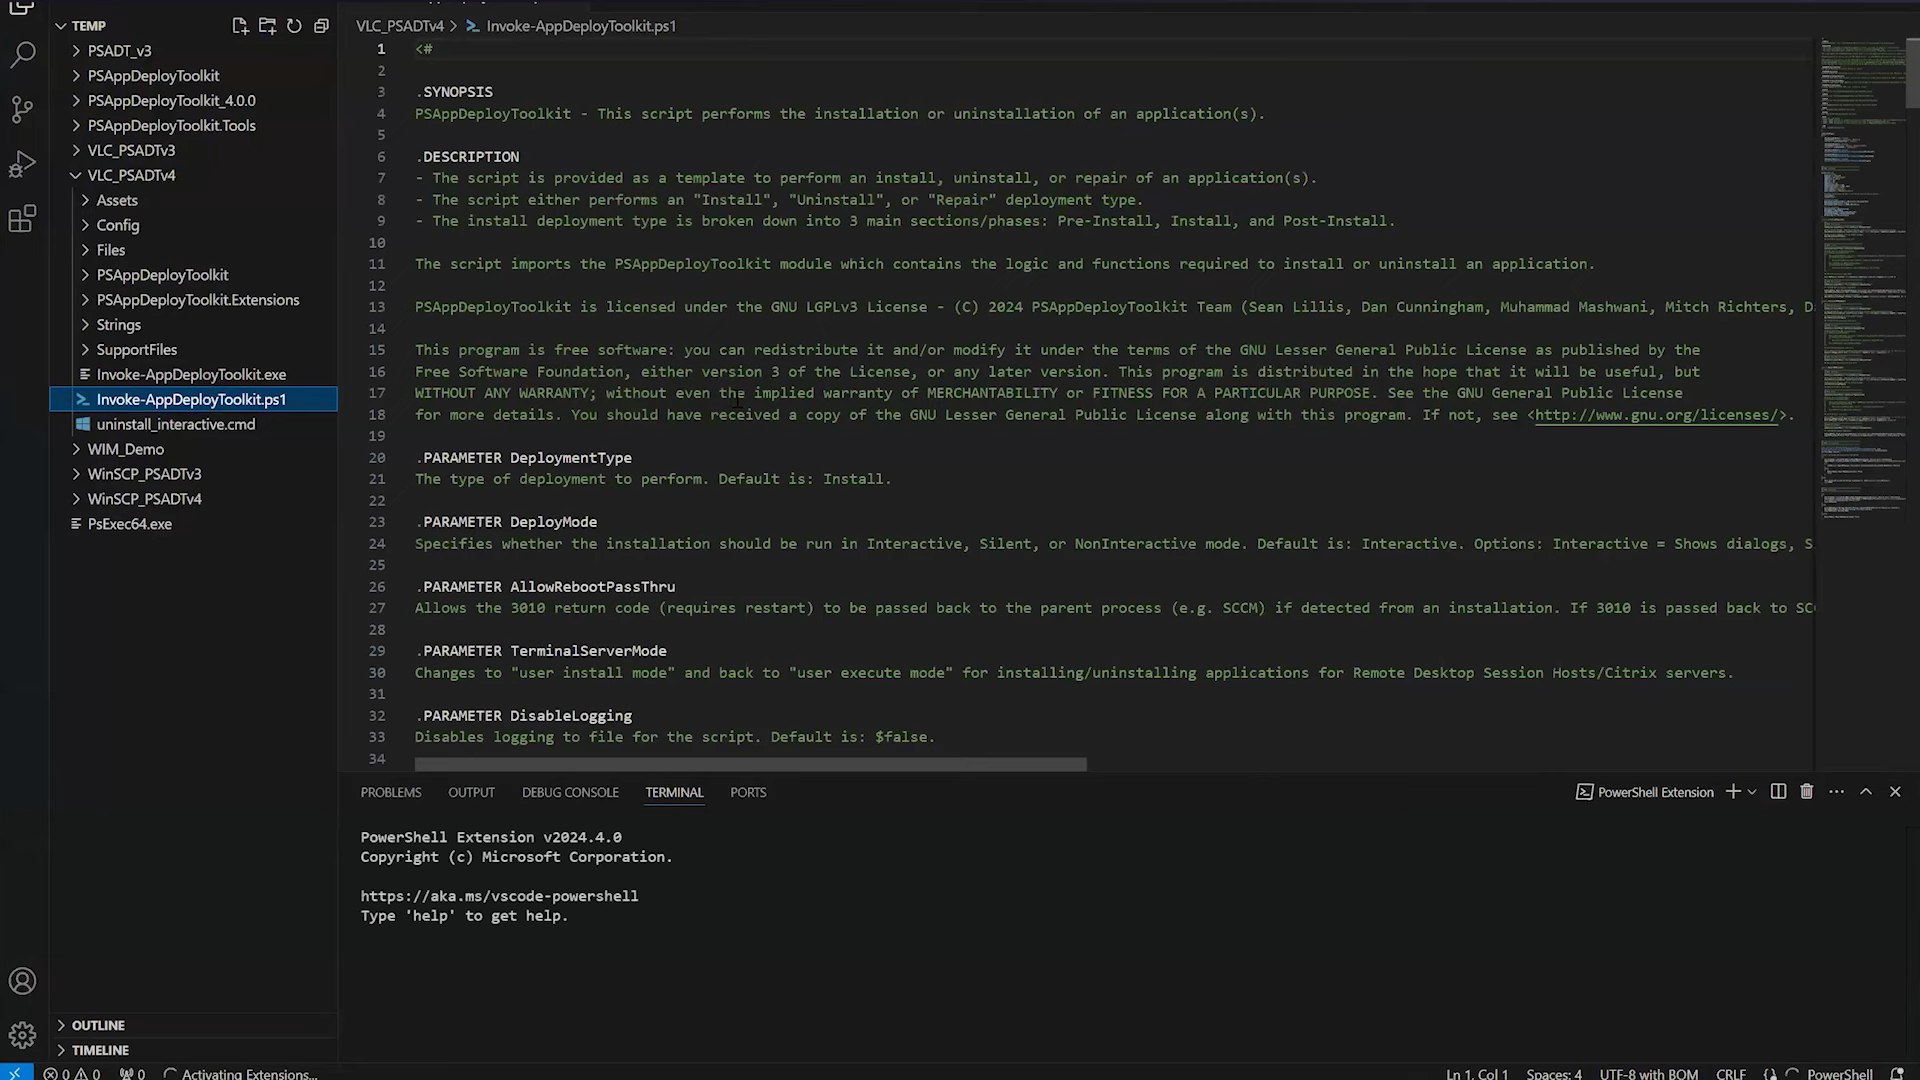 TEMP
PSADT_v3
PSAppDeployToolkit
PSAppDeployToolkit_4.0.0
PSAppDeployToolkit.Tools
VLC_PSADTv3
VLC_PSADTv4
Assets
Config
Files
PSAppDeployToolkit
PSAppDeployToolkit.Extensions
Strings
SupportFiles
Invoke-AppDeployToolkit.exe
Invoke-AppDeployToolkit.ps1
uninstall_interactive.cmd
WIM_Demo
WinSCP_PSADTv3
WinSCP_PSADTv4
PsExec64.exe
OUTLINE
TIMELINE
VLC_PSADTv4 > Invoke-AppDeployToolkit.ps1
1 <#
2
3 .SYNOPSIS
4 PSAppDeployToolkit - This script performs the installation or uninstallation of an application(s).
5
6 .DESCRIPTION
7 - The script is provided as a template to perform an install, uninstall, or repair of an application(s).
8 - The script either performs an "Install", "Uninstall", or "Repair" deployment type.
9 - The install deployment type is broken down into 3 main sections/phases: Pre-Install, Install, and Post-Install.
10
11 The script imports the PSAppDeployToolkit module which contains the logic and functions required to install or uninstall an application.
12
13 PSAppDeployToolkit is licensed under the GNU LGPLv3 License - (C) 2024 PSAppDeployToolkit Team (Sean Lillis, Dan Cunningham, Muhammad Mashwani, Mitch Richters, D
14
15 This program is free software: you can redistribute it and/or modify it under the terms of the GNU Lesser General Public License as published by the
16 Free Software Foundation, either version 3 of the License, or any later version. This program is distributed in the hope that it will be useful, but
17 WITHOUT ANY WARRANTY; without even the implied warranty of MERCHANTABILITY or FITNESS FOR A PARTICULAR PURPOSE. See the GNU General Public License
18 for more details. You should have received a copy of the GNU Lesser General Public License along with this program. If not, see <http://www.gnu.org/licenses/>.
19
20 .PARAMETER DeploymentType
21 The type of deployment to perform. Default is: Install.
22
23 .PARAMETER DeployMode
24 Specifies whether the installation should be run in Interactive, Silent, or NonInteractive mode. Default is: Interactive. Options: Interactive = Shows dialogs, S
25
26 .PARAMETER AllowRebootPassThru
27 Allows the 3010 return code (requires restart) to be passed back to the parent process (e.g. SCCM) if detected from an installation. If 3010 is passed back to SC
28
29 .PARAMETER TerminalServerMode
30 Changes to "user install mode" and back to "user execute mode" for installing/uninstalling applications for Remote Desktop Session Hosts/Citrix servers.
31
32 .PARAMETER DisableLogging
33 Disables logging to file for the script. Default is: $false.
34
PROBLEMS OUTPUT DEBUG CONSOLE TERMINAL PORTS PowerShell Extension
PowerShell Extension v2024.4.0
Copyright (c) Microsoft Corporation.
https://aka.ms/vscode-powershell
Type 'help' to get help.
0 0 0 Activating Extensions... Ln 1, Col 1 Spaces: 4 UTF-8 with BOM CRLF {} PowerShell